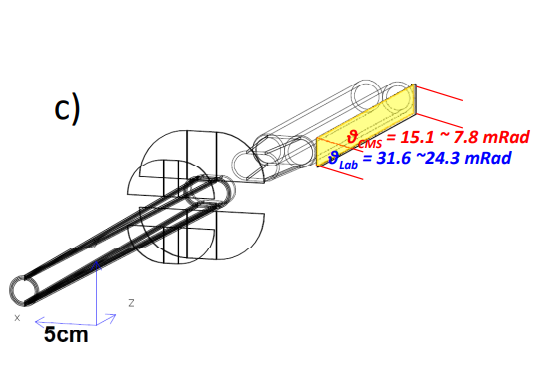 c)
ϑCMS = 15.1 ~ 7.8 mRad
ϑLab = 31.6 ~24.3 mRad
Z
X
5cm